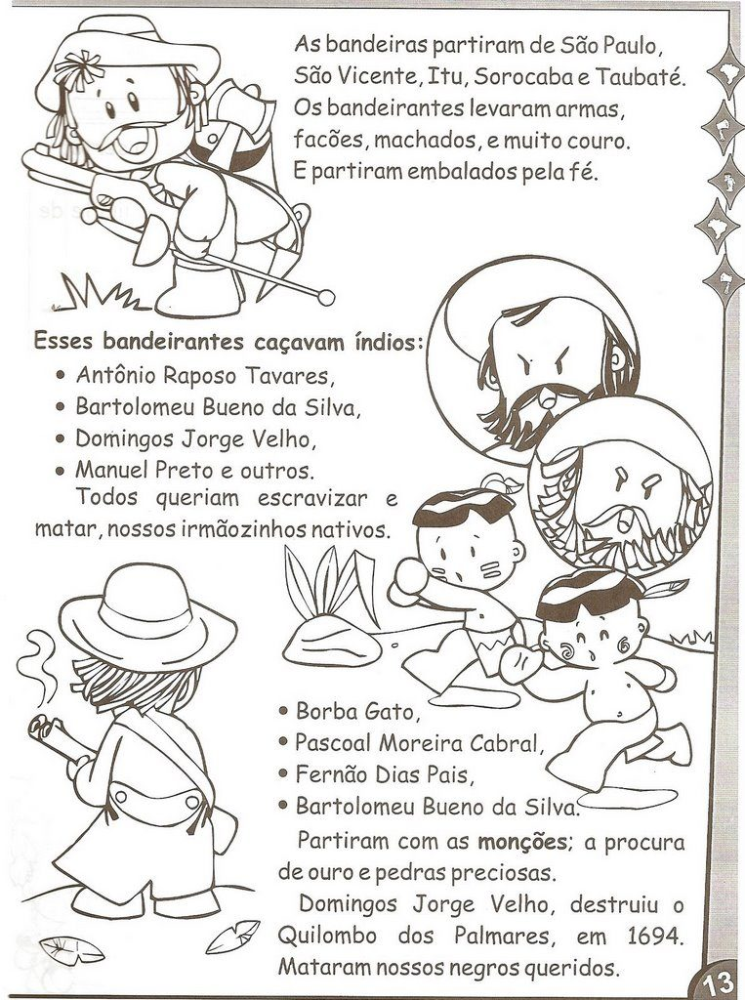 As bandeiras partiram de São Paulo,
São Vicente, Itu, Sorocaba e Taubaté.
Os bandeirantes levaram armas,
facões, machados, e muito couro.
E partiram embalados pela fé.
Esses bandeirantes caçavam índios:
• Antônio Raposo Tavares,
• Bartolomeu Bueno da Silva,
• Domingos Jorge Velho,
• Manuel Preto e outros.
Todos queriam escravizar e
matar, nossos irmãozinhos nativos.
• Borba Gato,
• Pascoal Moreira Cabral,
• Fernão Dias Pais,
• Bartolomeu Bueno da Silva.
Partiram com as monções; a procura
de ouro e pedras preciosas.
Domingos Jorge Velho, destruiu o
Quilombo dos Palmares, em 1694.
Mataram nossos negros queridos.
13